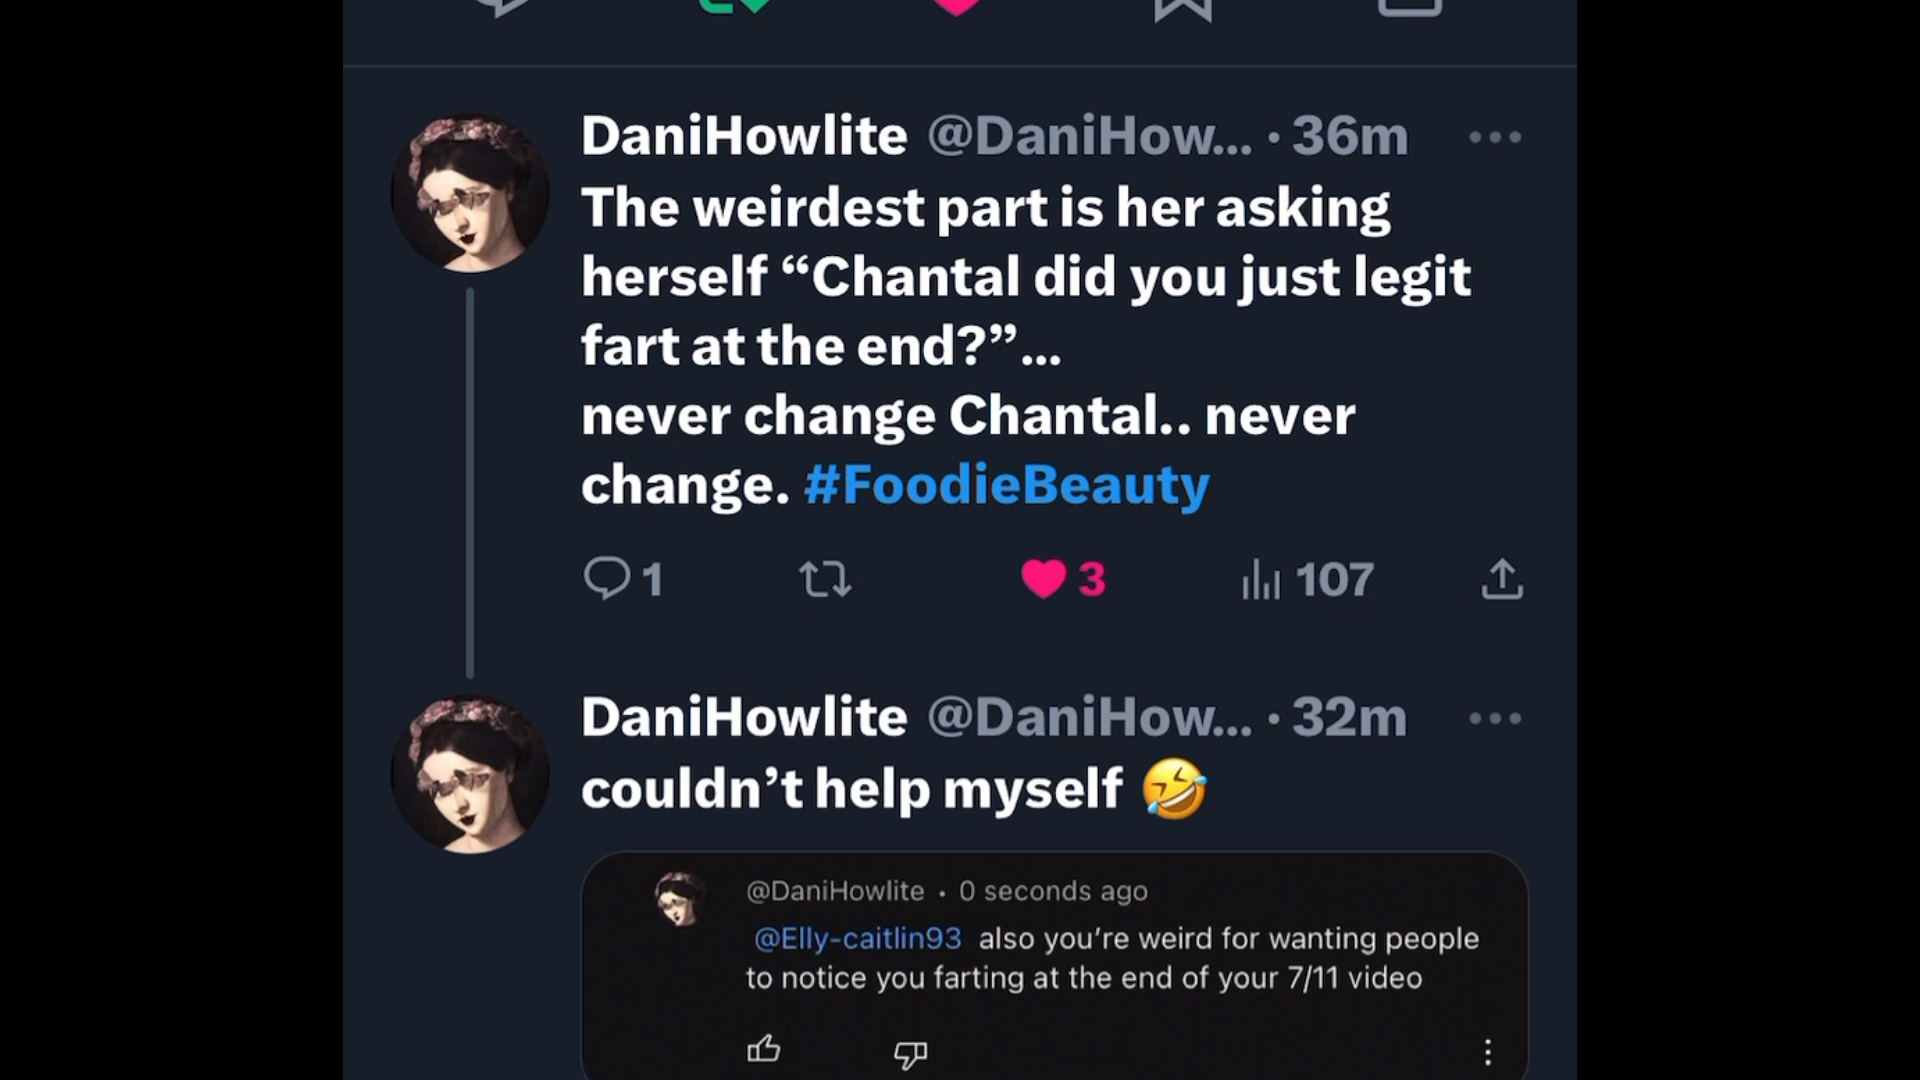 DaniHowlite @DaniHow... · 36m
The weirdest part is her asking
herself “Chantal did you just legit
fart at the end?”...
never change Chantal.. never
change. #FoodieBeauty
1 3 107
DaniHowlite @DaniHow... · 32m
couldn’t help myself 🤣
@DaniHowlite · 0 seconds ago
@Elly-caitlin93 also you’re weird for wanting people
to notice you farting at the end of your 7/11 video